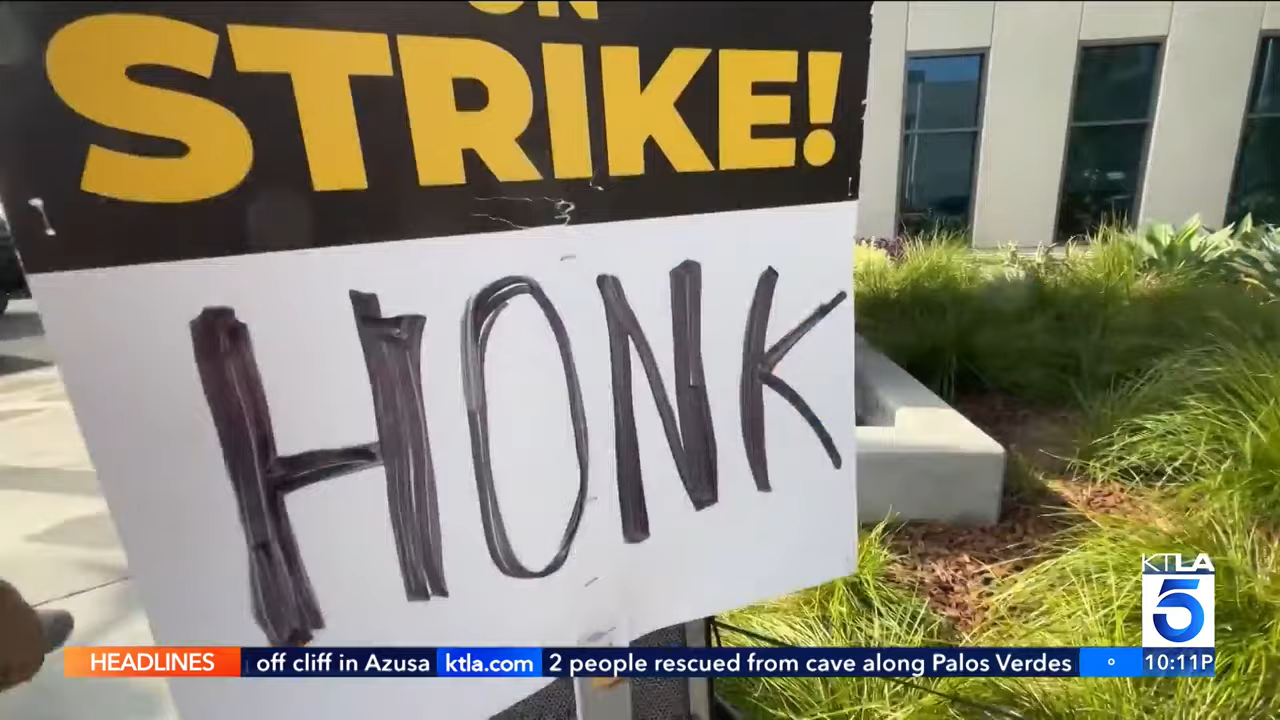 ON
STRIKE!
HONK
KTLA
5
HEADLINES off cliff in Azusa ktla.com 2 people rescued from cave along Palos Verdes 10:11P